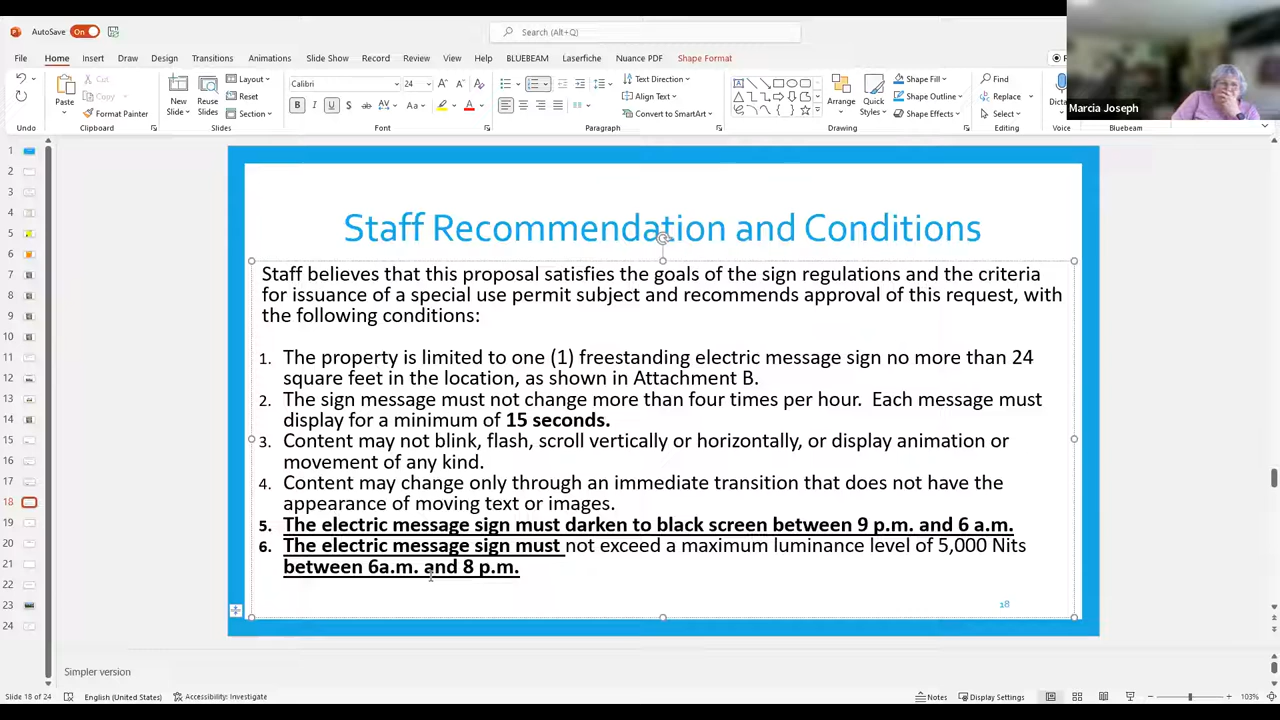 AutoSave On
Search (Alt+Q)
File Home Insert Draw Design Transitions Animations Slide Show Record Review View Help BLUEBEAM Laserfiche Nuance PDF Shape Format
Undo
Paste
Cut
Copy
Format Painter
Clipboard
New Slide
Reuse Slides
Layout
Reset
Section
Slides
Calibri 24
Font
Paragraph
Text Direction
Align Text
Convert to SmartArt
Arrange
Quick Styles
Shape Fill
Shape Outline
Shape Effects
Drawing
Find
Replace
Select
Editing
Voice
Bluebeam
Marcia Joseph
1
2
3
4
5
6
7
8
9
10
11
12
13
14
15
16
17
18
19
20
21
22
23
24
Staff Recommendation and Conditions
Staff believes that this proposal satisfies the goals of the sign regulations and the criteria
for issuance of a special use permit subject and recommends approval of this request, with
the following conditions:
1. The property is limited to one (1) freestanding electric message sign no more than 24
square feet in the location, as shown in Attachment B.
2. The sign message must not change more than four times per hour. Each message must
display for a minimum of 15 seconds.
3. Content may not blink, flash, scroll vertically or horizontally, or display animation or
movement of any kind.
4. Content may change only through an immediate transition that does not have the
appearance of moving text or images.
5. The electric message sign must darken to black screen between 9 p.m. and 6 a.m.
6. The electric message sign must not exceed a maximum luminance level of 5,000 Nits
between 6a.m. and 8 p.m.
18
Simpler version
Slide 18 of 24 English (United States) Accessibility: Investigate Notes Display Settings 103%